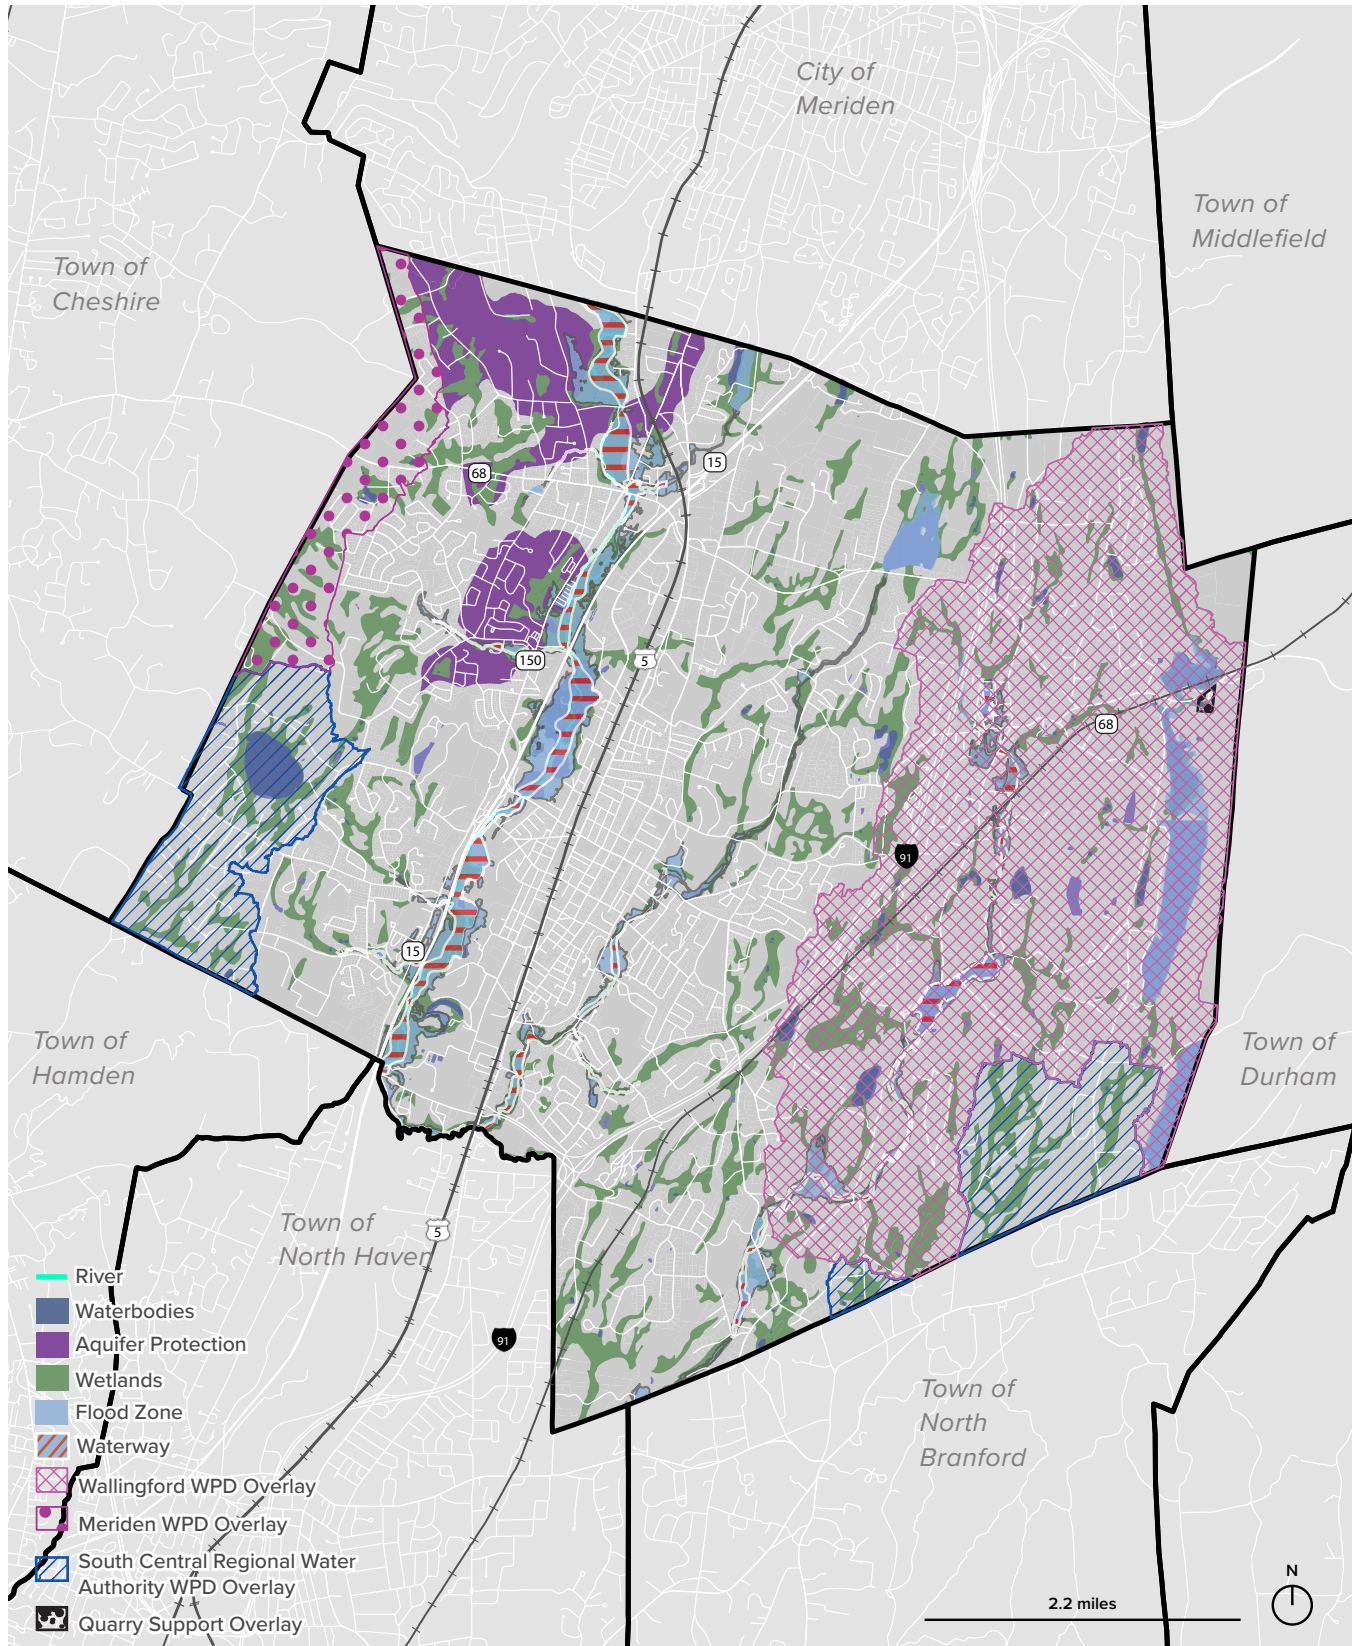 City of
Meriden
Town of
Middlefield
Town of
Cheshire
68
15
150
5
68
91
15
Town of
Hamden
Town of
Durham
Town of
North Haven
5
91
Town of
North
Branford
River
Waterbodies
Aquifer Protection
Wetlands
Flood Zone
Waterway
Wallingford WPD Overlay
Meriden WPD Overlay
South Central Regional Water
Authority WPD Overlay
Quarry Support Overlay
2.2 miles
N